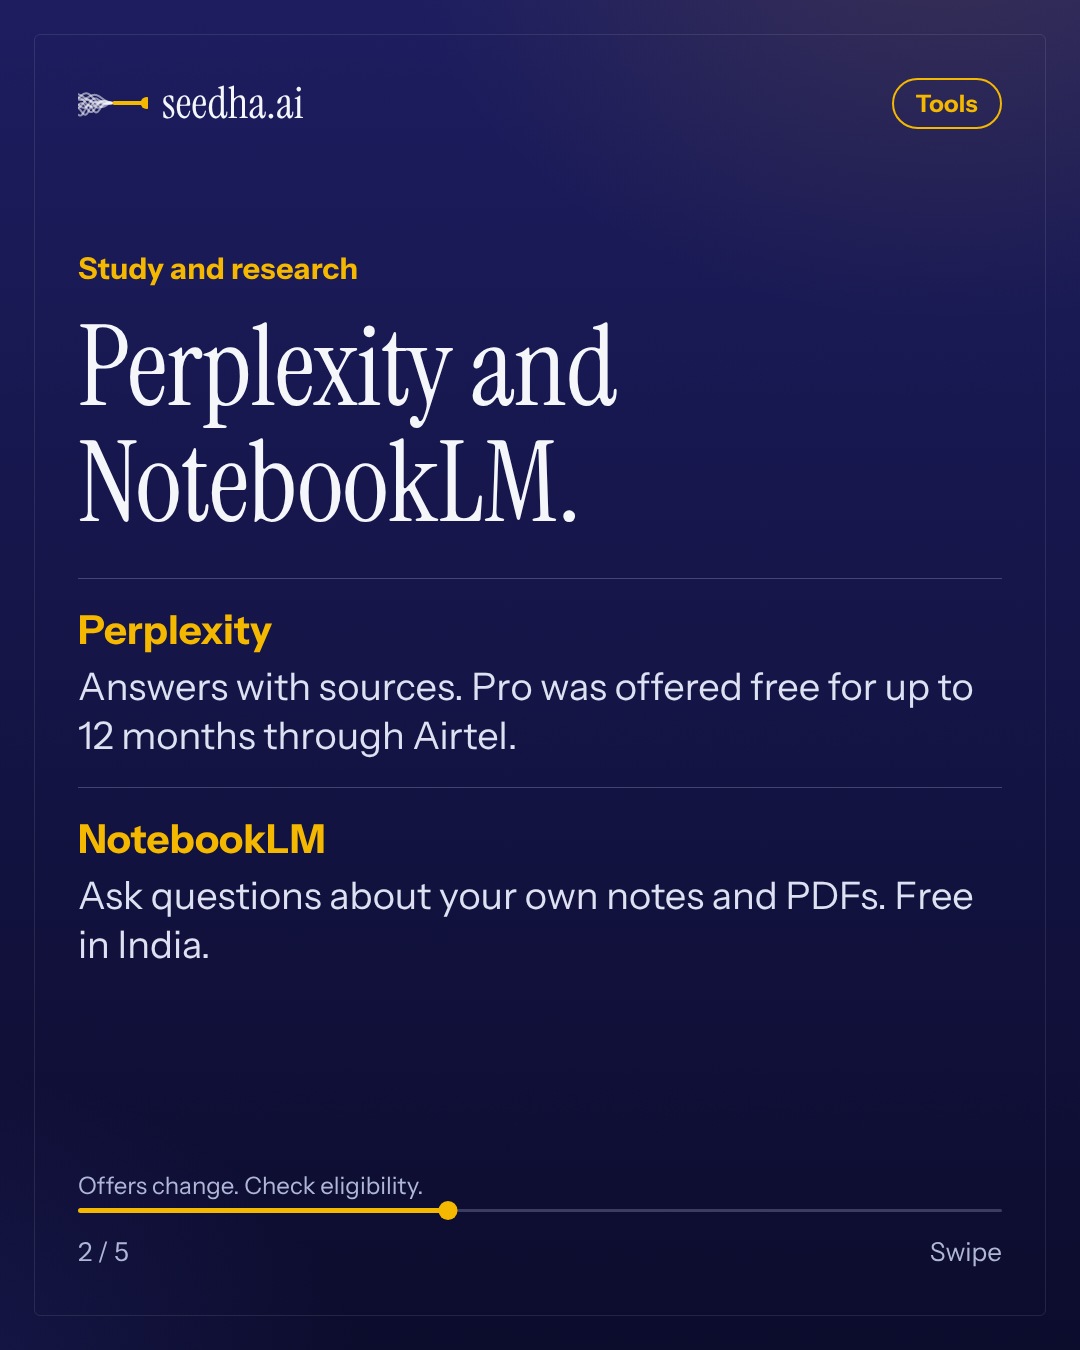 seedha.ai
Tools
Study and research
Perplexity and
NotebookLM.
Perplexity
Answers with sources. Pro was offered free for up to
12 months through Airtel.
NotebookLM
Ask questions about your own notes and PDFs. Free
in India.
Offers change. Check eligibility.
2 / 5
Swipe